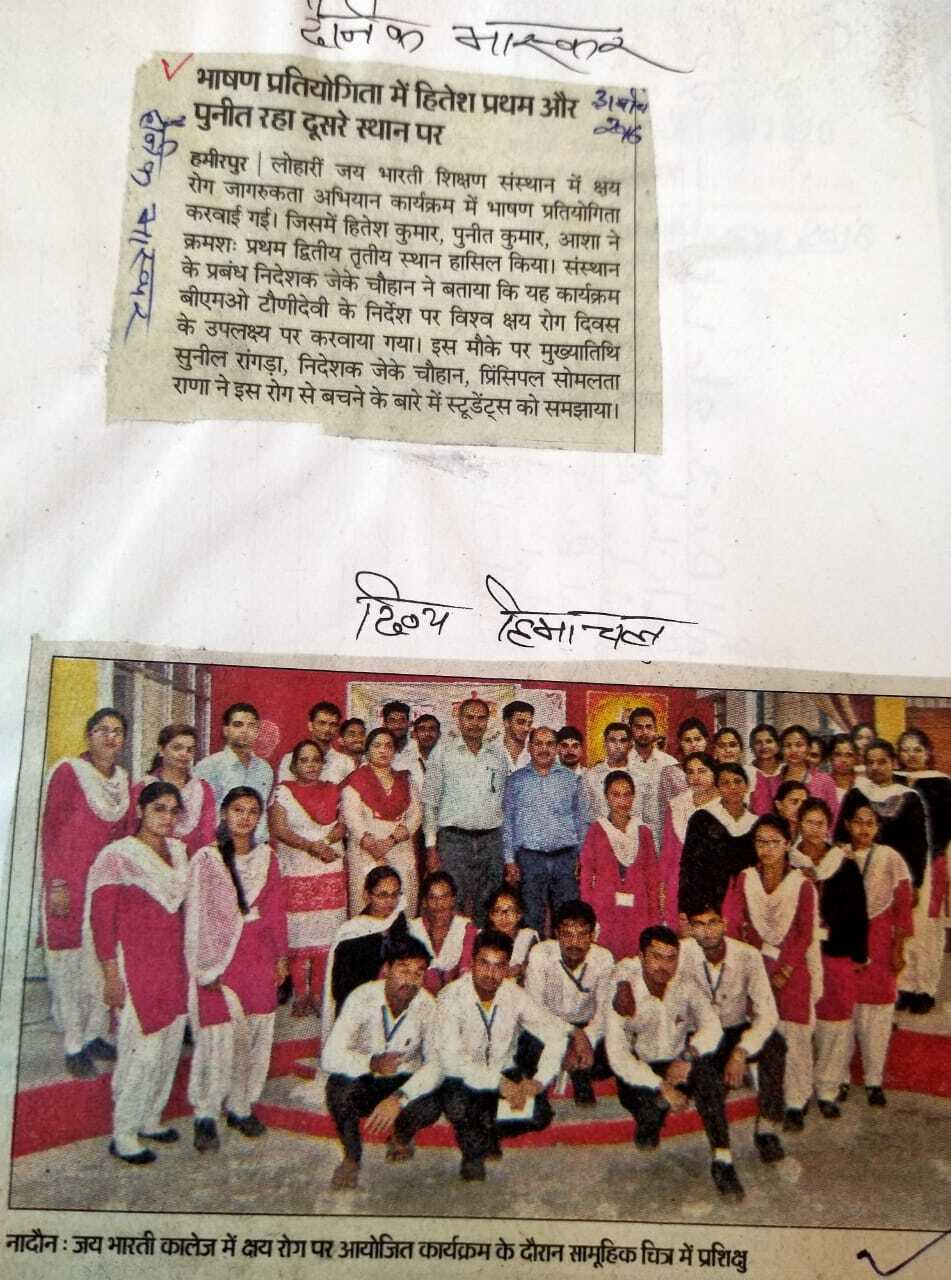 दैनिक भास्कर
भाषण प्रतियोगिता में हितेश प्रथम और
पुनीत रहा दूसरे स्थान पर
2016
दैनिक भास्कर
हमीरपुर | लोहारीं जय भारती शिक्षण संस्थान में क्षय
रोग जागरुकता अभियान कार्यक्रम में भाषण प्रतियोगिता
करवाई गई। जिसमें हितेश कुमार, पुनीत कुमार, आशा ने
क्रमशः प्रथम द्वितीय तृतीय स्थान हासिल किया। संस्थान
के प्रबंध निदेशक जेके चौहान ने बताया कि यह कार्यक्रम
बीएमओ टौणीदेवी के निर्देश पर विश्व क्षय रोग दिवस
के उपलक्ष्य पर करवाया गया। इस मौके पर मुख्यातिथि
सुनील रांगड़ा, निदेशक जेके चौहान, प्रिंसिपल सोमलता
राणा ने इस रोग से बचने के बारे में स्टूडेंट्स को समझाया।
दिव्य हिमाचल
नादौन : जय भारती कालेज में क्षय रोग पर आयोजित कार्यक्रम के दौरान सामूहिक चित्र में प्रशिक्षु